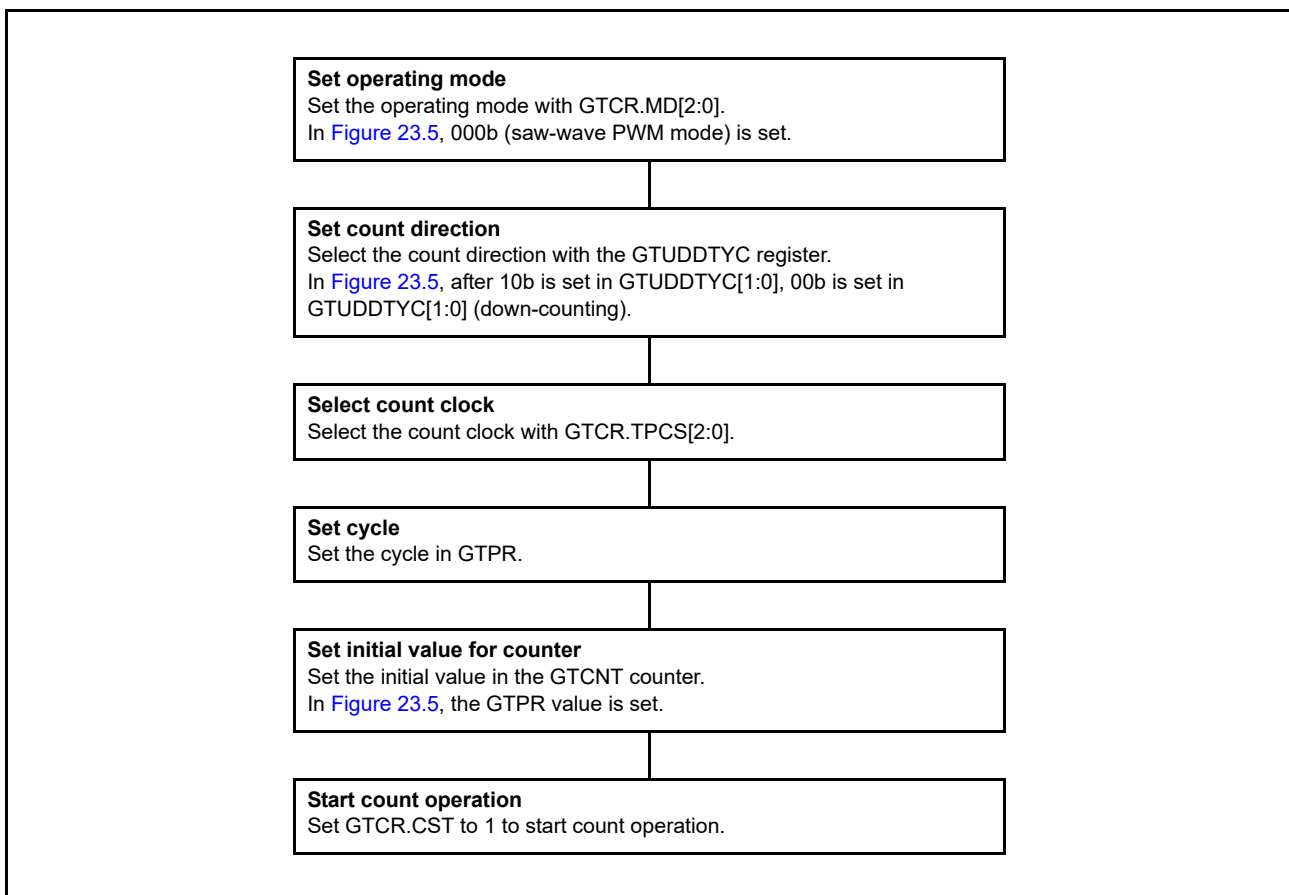 Set operating mode
Set the operating mode with GTCR.MD[2:0].
In Figure 23.5, 000b (saw-wave PWM mode) is set.
Set count direction
Select the count direction with the GTUDDTYC register.
In Figure 23.5, after 10b is set in GTUDDTYC[1:0], 00b is set in
GTUDDTYC[1:0] (down-counting).
Select count clock
Select the count clock with GTCR.TPCS[2:0].
Set cycle
Set the cycle in GTPR.
Set initial value for counter
Set the initial value in the GTCNT counter.
In Figure 23.5, the GTPR value is set.
Start count operation
Set GTCR.CST to 1 to start count operation.